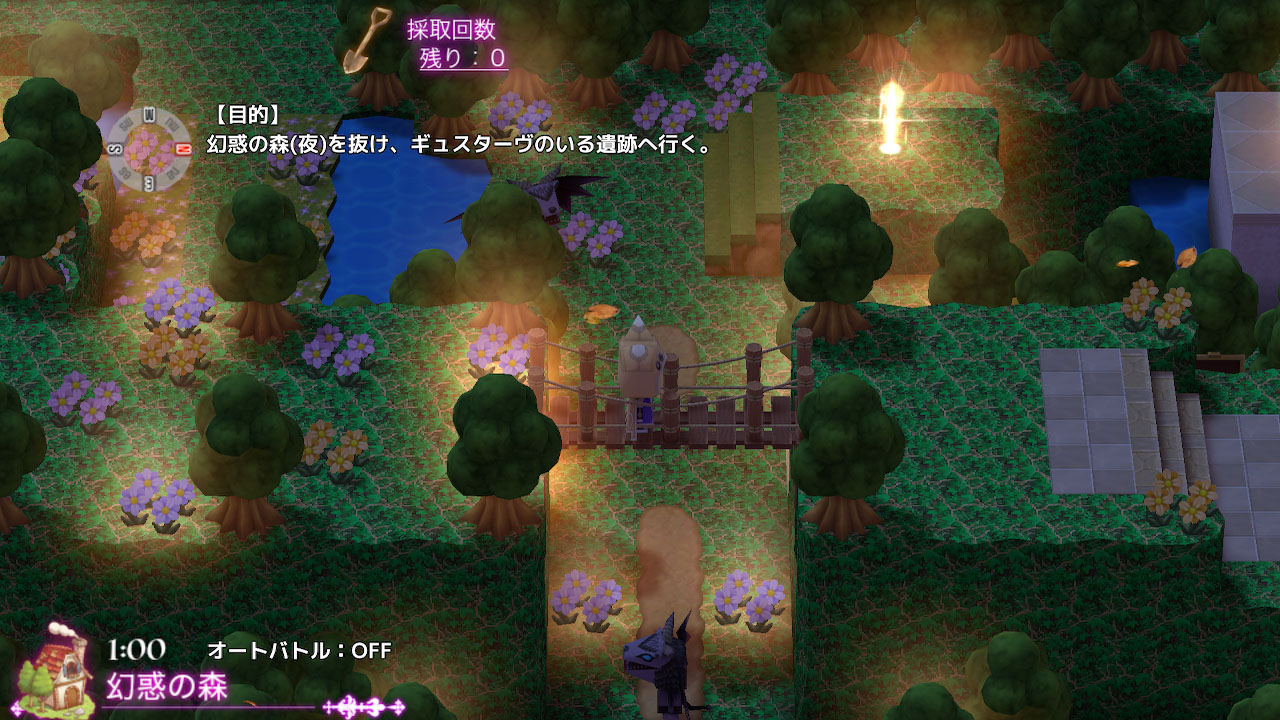 採取回数
残り：0
【目的】
幻惑の森(夜)を抜け、ギュスターヴのいる遺跡へ行く。
W
S
N
E
1:00
オートバトル：OFF
幻惑の森